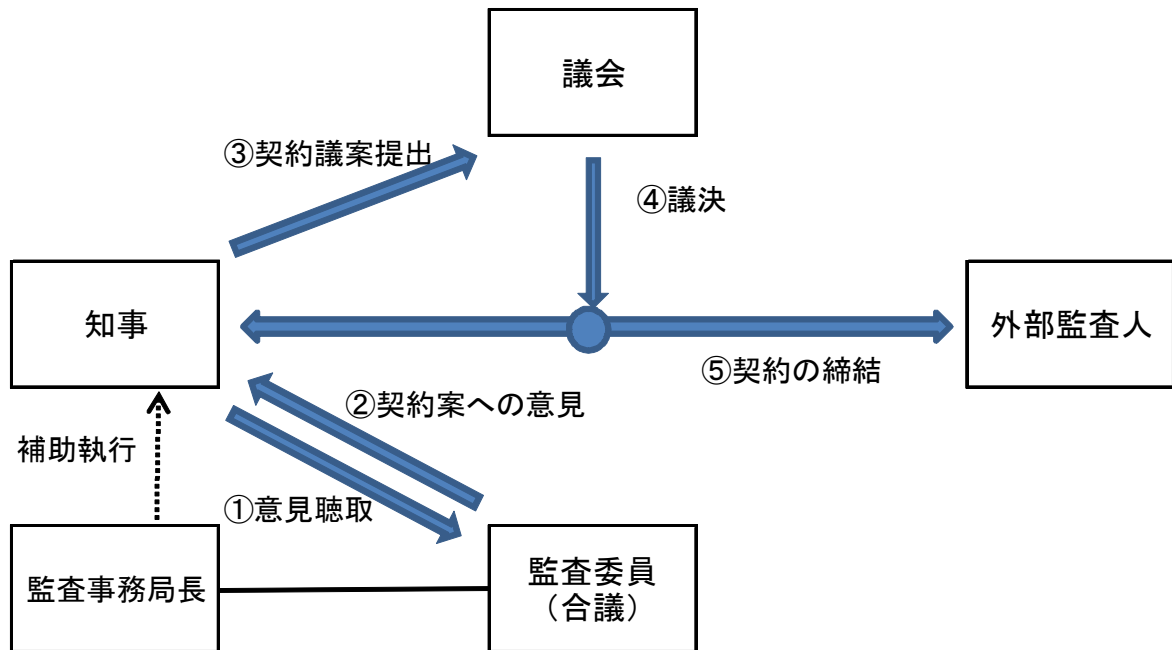 議会
③契約議案提出
④議決
知事
外部監査人
⑤契約の締結
②契約案への意見
補助執行
①意見聴取
監査事務局長
監査委員
（合議）